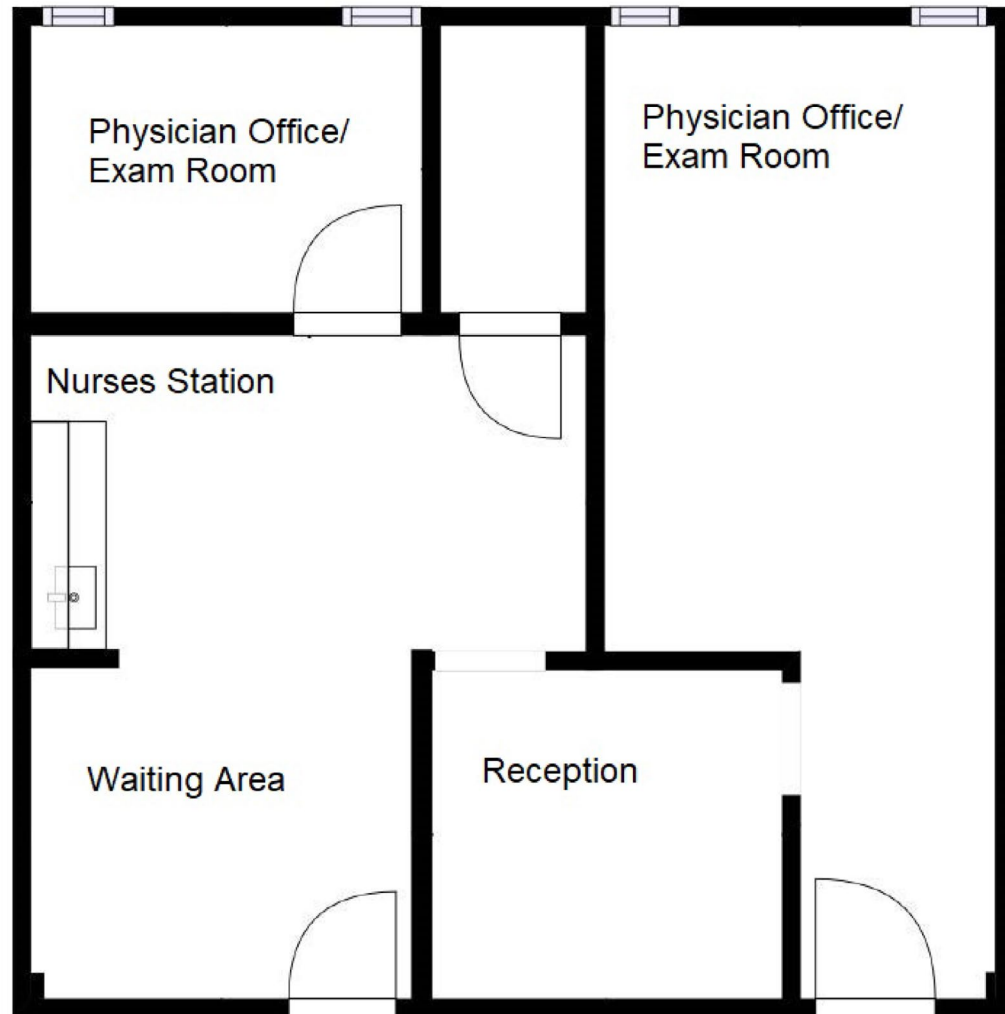 Physician Office/
Exam Room
Physician Office/
Exam Room
Nurses Station
Waiting Area
Reception